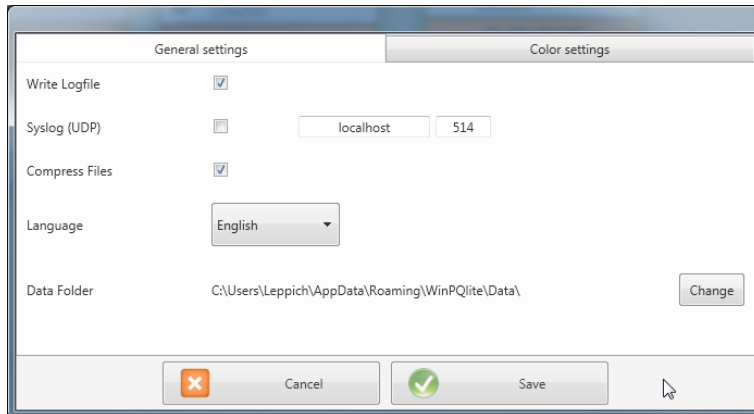 General settings
Color settings
Write Logfile
Syslog (UDP)
localhost
514
Compress Files
Language
English
Data Folder
C:\Users\Leppich\AppData\Roaming\WinPQlite\Data\
Change
Cancel
Save